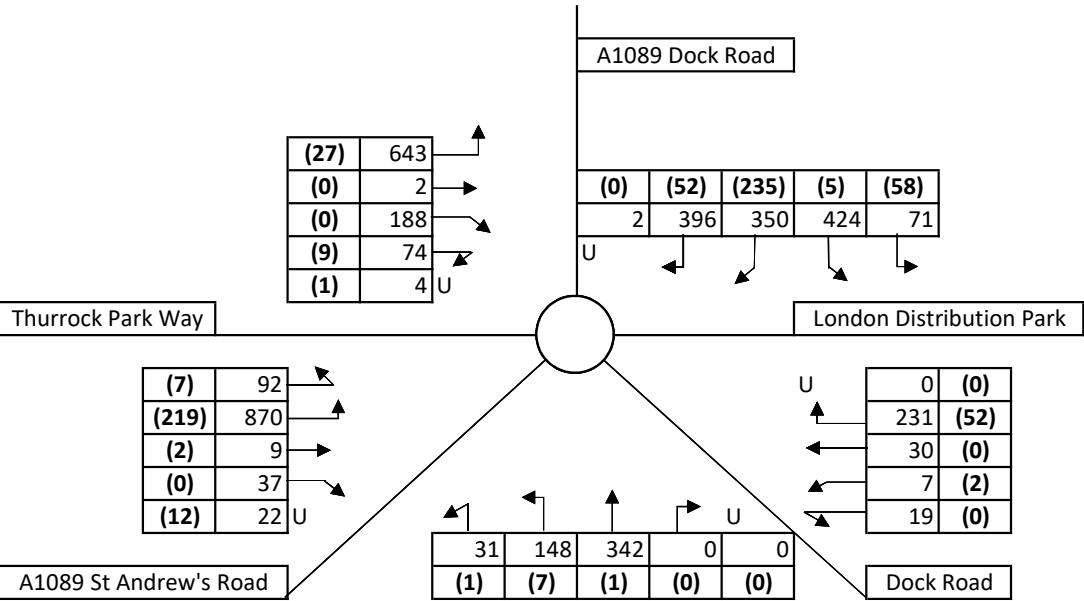 A1089 Dock Road
(27) 643
(0) 2
(0) 188
(9) 74
(1) 4 U
(0) (52) (235) (5) (58)
2 396 350 424 71
U
Thurrock Park Way
London Distribution Park
(7) 92
(219) 870
(2) 9
(0) 37
(12) 22 U
U 0 (0)
231 (52)
30 (0)
7 (2)
19 (0)
U
31 148 342 0 0
(1) (7) (1) (0) (0)
A1089 St Andrew's Road
Dock Road